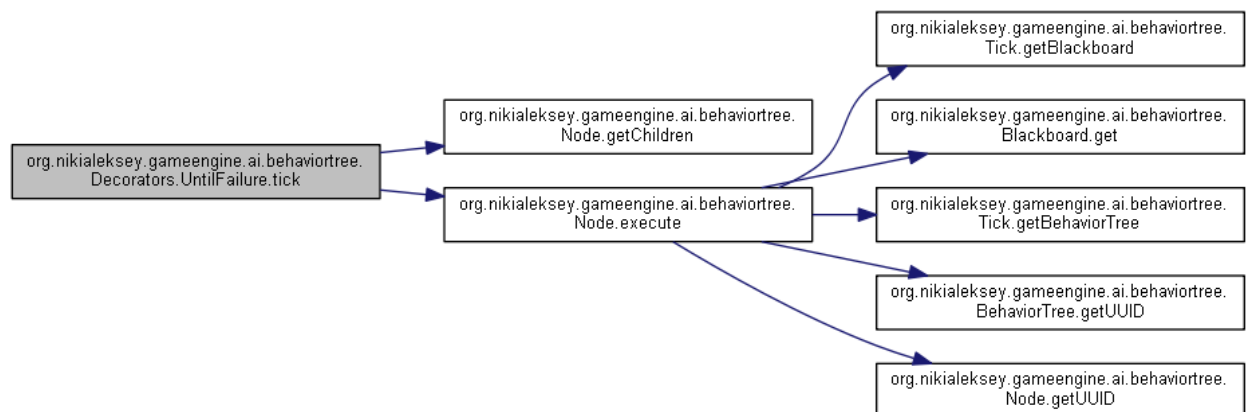 org.nikialeksey.gameengine.ai.behaviortree.
Decorators.UntilFailure.tick
org.nikialeksey.gameengine.ai.behaviortree.
Node.getChildren
org.nikialeksey.gameengine.ai.behaviortree.
Node.execute
org.nikialeksey.gameengine.ai.behaviortree.
Tick.getBlackboard
org.nikialeksey.gameengine.ai.behaviortree.
Blackboard.get
org.nikialeksey.gameengine.ai.behaviortree.
Tick.getBehaviorTree
org.nikialeksey.gameengine.ai.behaviortree.
BehaviorTree.getUUID
org.nikialeksey.gameengine.ai.behaviortree.
Node.getUUID